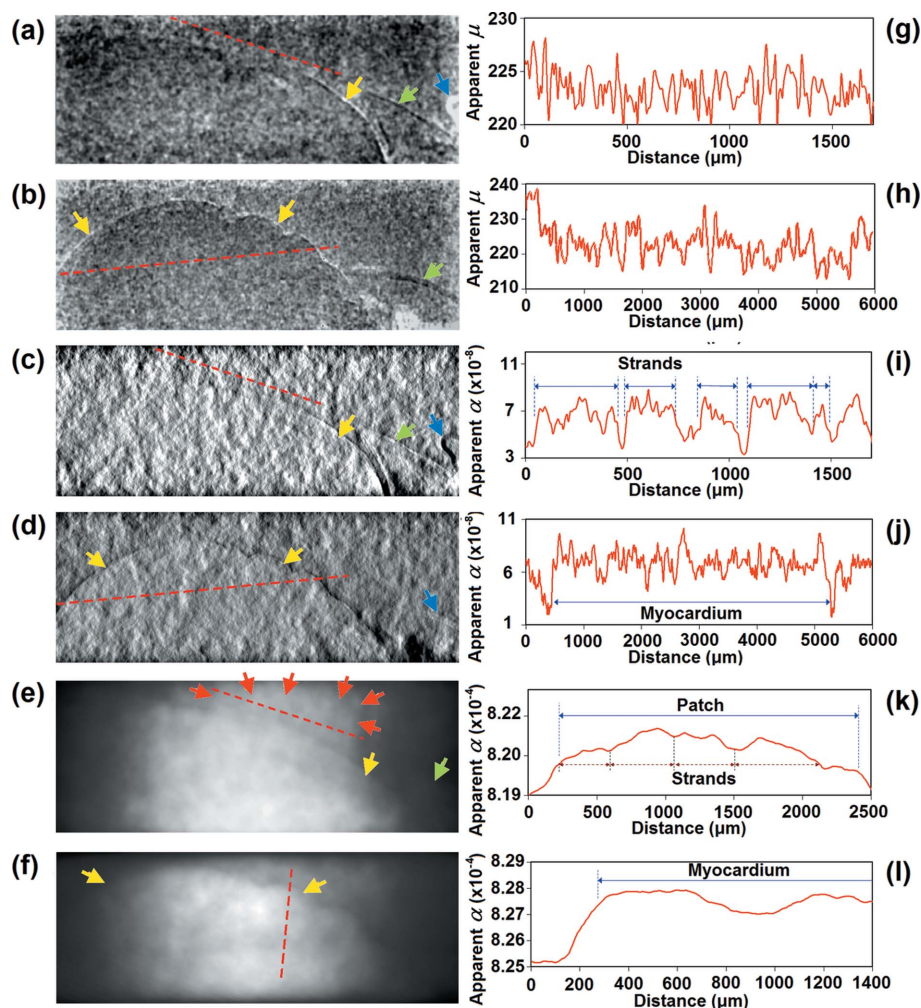 (a)
(b)
(c)
(d)
(e)
(f)
Apparent μ
230
225
220
0 500 1000 1500
Distance (μm)
(g)
Apparent μ
240
230
220
210
0 1000 2000 3000 4000 5000 6000
Distance (μm)
(h)
Apparent α (x10⁻⁸)
11
7
3
Strands
0 500 1000 1500
Distance (μm)
(i)
Apparent α (x10⁻⁸)
11
6
1
Myocardium
0 1000 2000 3000 4000 5000 6000
Distance (μm)
(j)
Apparent α (x10⁻⁴)
8.22
8.20
8.19
Patch
Strands
0 500 1000 1500 2000 2500
Distance (μm)
(k)
Apparent α (x10⁻⁴)
8.29
8.28
8.27
8.26
8.25
Myocardium
0 200 400 600 800 1000 1200 1400
Distance (μm)
(l)